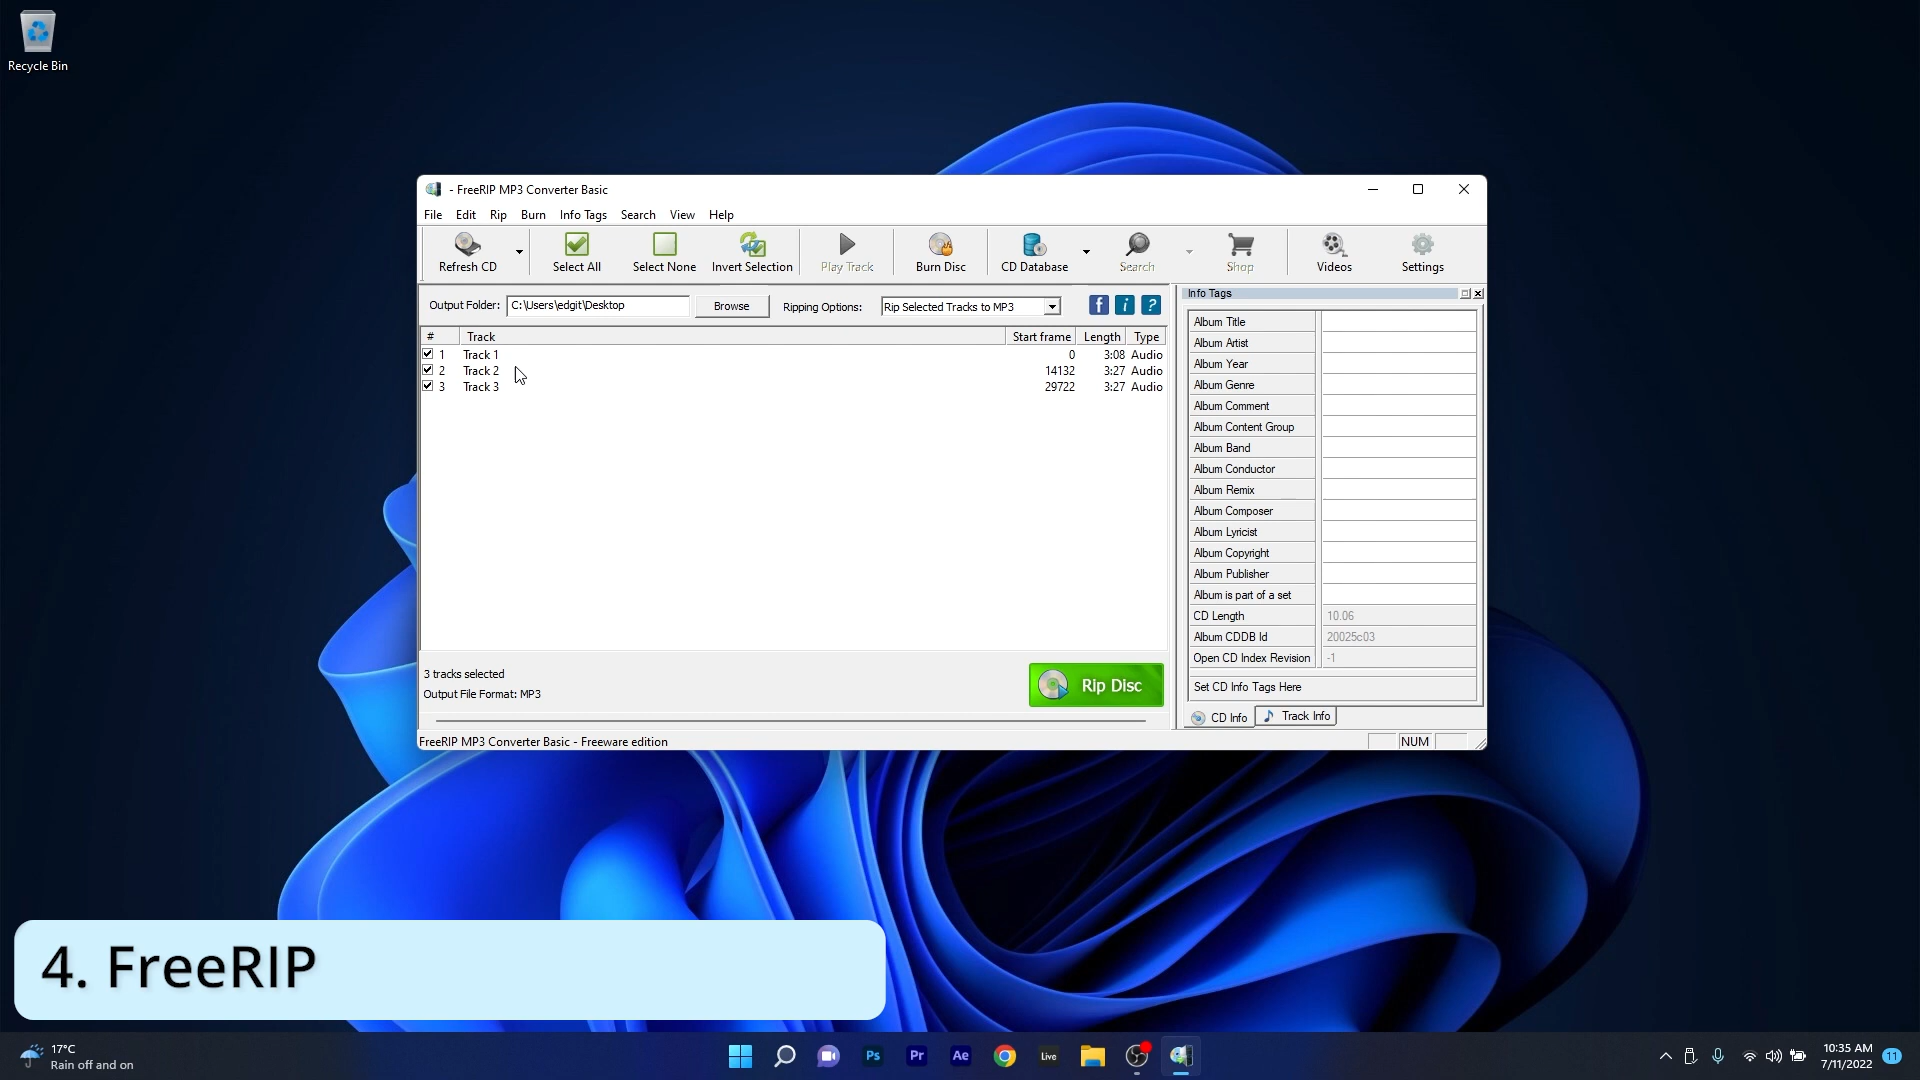 Recycle Bin
- FreeRIP MP3 Converter Basic
File Edit Rip Burn Info Tags Search View Help
Refresh CD Select All Select None Invert Selection Play Track Burn Disc CD Database Search Shop Videos Settings
Output Folder: C:\Users\edgit\Desktop Browse Ripping Options: Rip Selected Tracks to MP3 f i ?
# Track Start frame Length Type
1 Track 1 0 3:08 Audio
2 Track 2 14132 3:27 Audio
3 Track 3 29722 3:27 Audio
3 tracks selected
Output File Format: MP3
Rip Disc
Info Tags
Album Title
Album Artist
Album Year
Album Genre
Album Comment
Album Content Group
Album Band
Album Conductor
Album Remix
Album Composer
Album Lyricist
Album Copyright
Album Publisher
Album is part of a set
CD Length 10.06
Album CDDB Id 20025c03
Open CD Index Revision -1
Set CD Info Tags Here
CD Info Track Info
FreeRIP MP3 Converter Basic - Freeware edition NUM
4. FreeRIP
17°C
Rain off and on
Ps Pr Ae Live
10:35 AM
7/11/2022
11